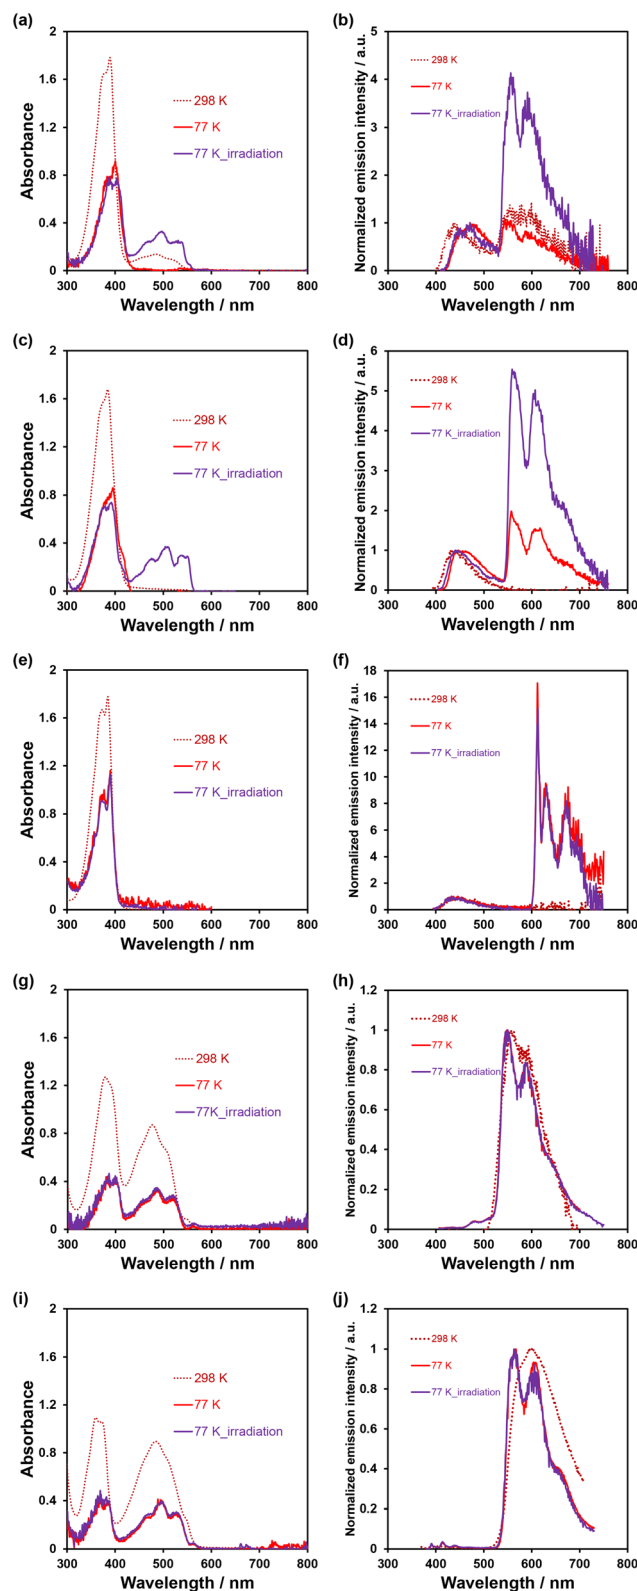 (a)
2
1.6
1.2
0.8
0.4
0
Absorbance
298 K
77 K
77 K_irradiation
300 400 500 600 700 800
Wavelength / nm
(b)
5
4
3
2
1
0
Normalized emission intensity / a.u.
298 K
77 K
77 K_irradiation
300 400 500 600 700 800
Wavelength / nm
(c)
2
1.6
1.2
0.8
0.4
0
Absorbance
298 K
77 K
77 K_irradiation
300 400 500 600 700 800
Wavelength / nm
(d)
6
5
4
3
2
1
0
Normalized emission intensity / a.u.
298 K
77 K
77 K_irradiation
300 400 500 600 700 800
Wavelength / nm
(e)
2
1.6
1.2
0.8
0.4
0
Absorbance
298 K
77 K
77 K_irradiation
300 400 500 600 700 800
Wavelength / nm
(f)
18
16
14
12
10
8
6
4
2
0
Normalized emission intensity / a.u.
298 K
77 K
77 K_irradiation
300 400 500 600 700 800
Wavelength / nm
(g)
2
1.6
1.2
0.8
0.4
0
Absorbance
298 K
77 K
77K_irradiation
300 400 500 600 700 800
Wavelength / nm
(h)
1.2
1
0.8
0.6
0.4
0.2
0
Normalized emission intensity / a.u.
298 K
77 K
77 K_irradiation
300 400 500 600 700 800
Wavelength / nm
(i)
2
1.6
1.2
0.8
0.4
0
Absorbance
298 K
77 K
77 K_irradiation
300 400 500 600 700 800
Wavelength / nm
(j)
1.2
1
0.8
0.6
0.4
0.2
0
Normalized emission intensity / a.u.
298 K
77 K
77 K_irradiation
300 400 500 600 700 800
Wavelength / nm